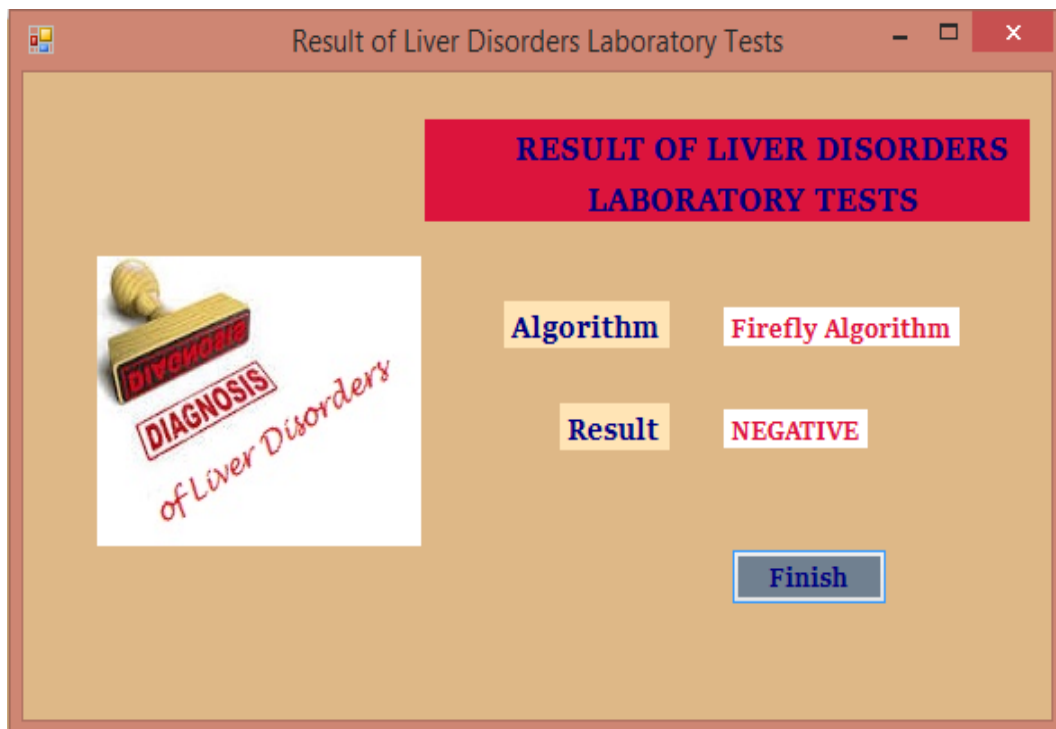 Result of Liver Disorders Laboratory Tests
RESULT OF LIVER DISORDERS
LABORATORY TESTS
DIAGNOSIS
DIAGNOSIS
of Liver Disorders
Algorithm Firefly Algorithm
Result NEGATIVE
Finish